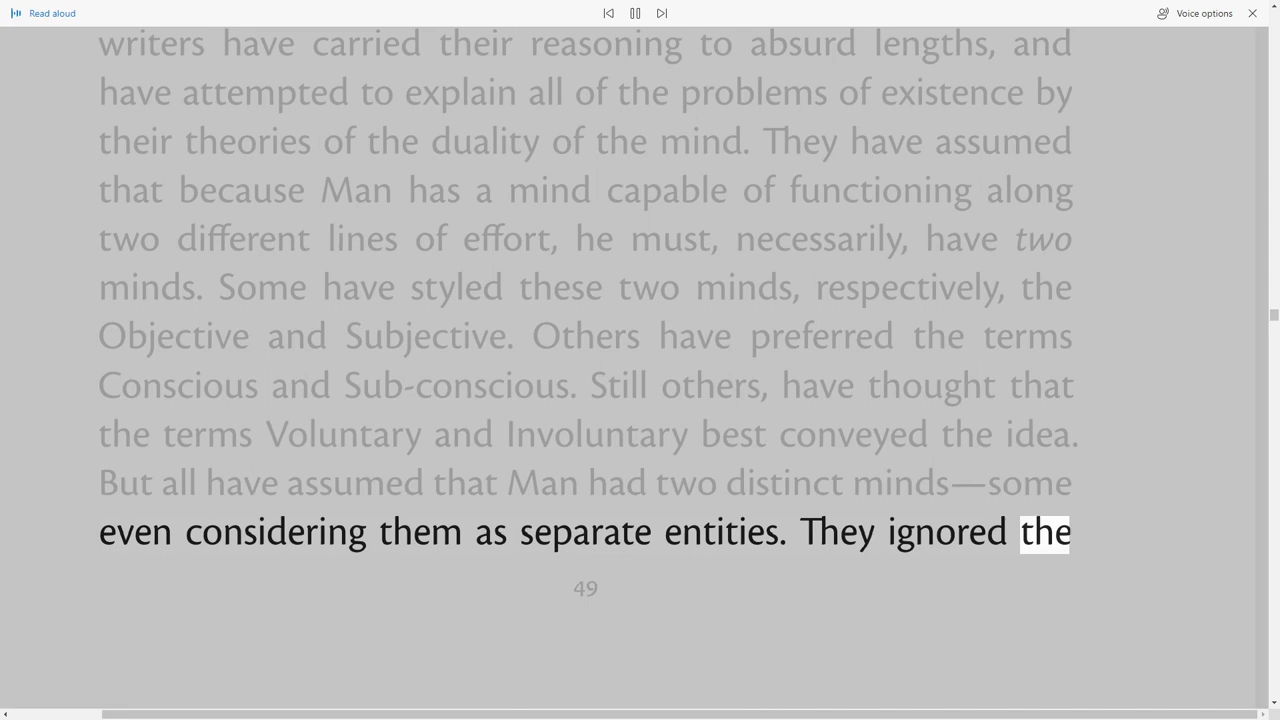 Read aloud
Voice options
writers have carried their reasoning to absurd lengths, and
have attempted to explain all of the problems of existence by
their theories of the duality of the mind. They have assumed
that because Man has a mind capable of functioning along
two different lines of effort, he must, necessarily, have two
minds. Some have styled these two minds, respectively, the
Objective and Subjective. Others have preferred the terms
Conscious and Sub-conscious. Still others, have thought that
the terms Voluntary and Involuntary best conveyed the idea.
But all have assumed that Man had two distinct minds—some
even considering them as separate entities. They ignored the
49